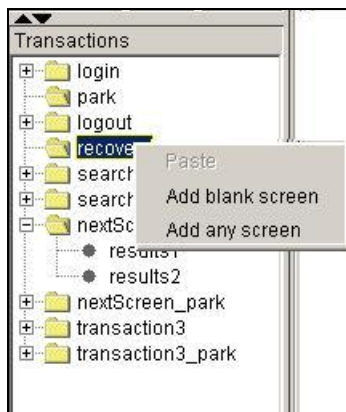 Transactions
login
park
logout
recove
Paste
search
Add blank screen
search
nextSc
Add any screen
results1
results2
nextScreen_park
transaction3
transaction3_park